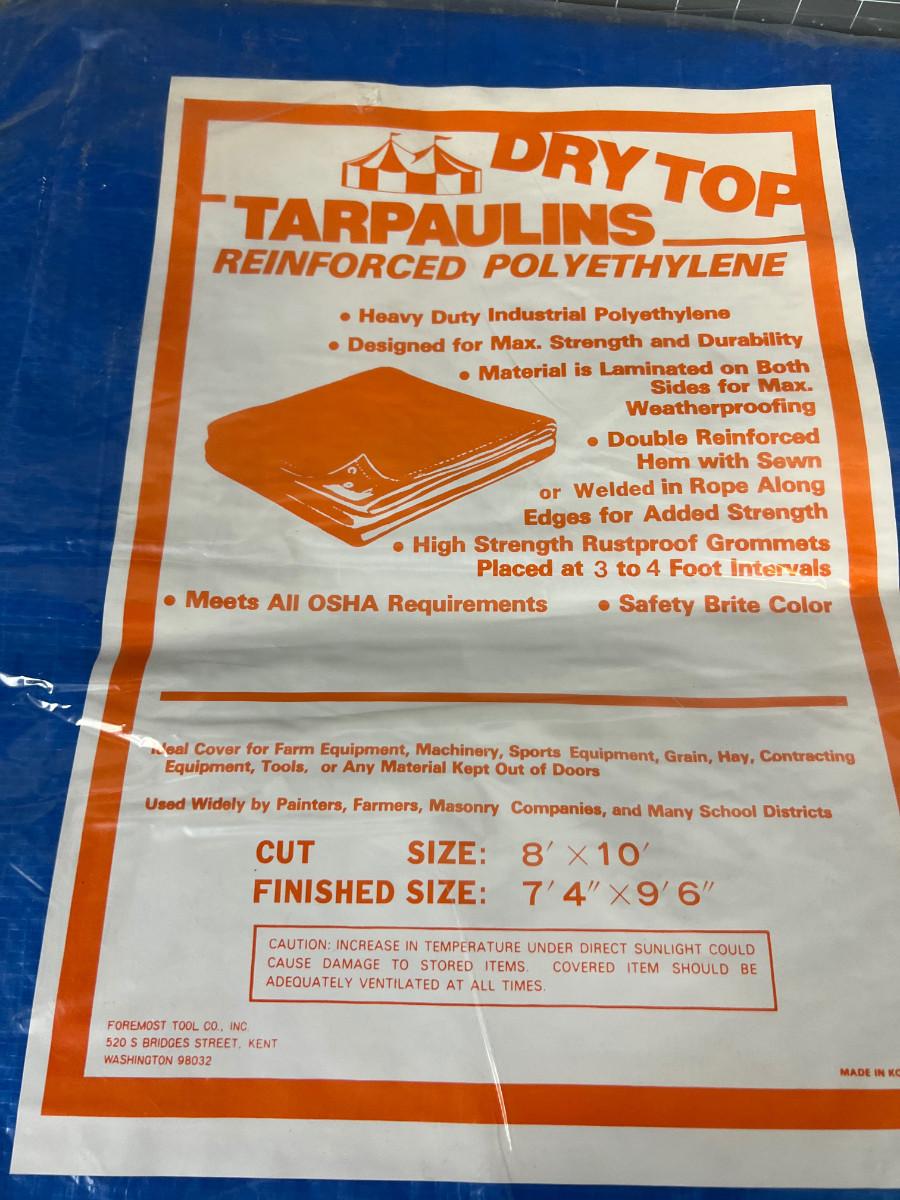 DRY TOP
TARPAULINS
REINFORCED POLYETHYLENE
• Heavy Duty Industrial Polyethylene
• Designed for Max. Strength and Durability
• Material is Laminated on Both
Sides for Max.
Weatherproofing
• Double Reinforced
Hem with Sewn
or Welded in Rope Along
Edges for Added Strength
• High Strength Rustproof Grommets
Placed at 3 to 4 Foot Intervals
• Meets All OSHA Requirements • Safety Brite Color
Ideal Cover for Farm Equipment, Machinery, Sports Equipment, Grain, Hay, Contracting
Equipment, Tools, or Any Material Kept Out of Doors
Used Widely by Painters, Farmers, Masonry Companies, and Many School Districts
CUT SIZE: 8' × 10'
FINISHED SIZE: 7' 4" × 9' 6"
CAUTION: INCREASE IN TEMPERATURE UNDER DIRECT SUNLIGHT COULD
CAUSE DAMAGE TO STORED ITEMS. COVERED ITEM SHOULD BE
ADEQUATELY VENTILATED AT ALL TIMES.
FOREMOST TOOL CO., INC.
520 S BRIDGES STREET, KENT
WASHINGTON 98032
MADE IN